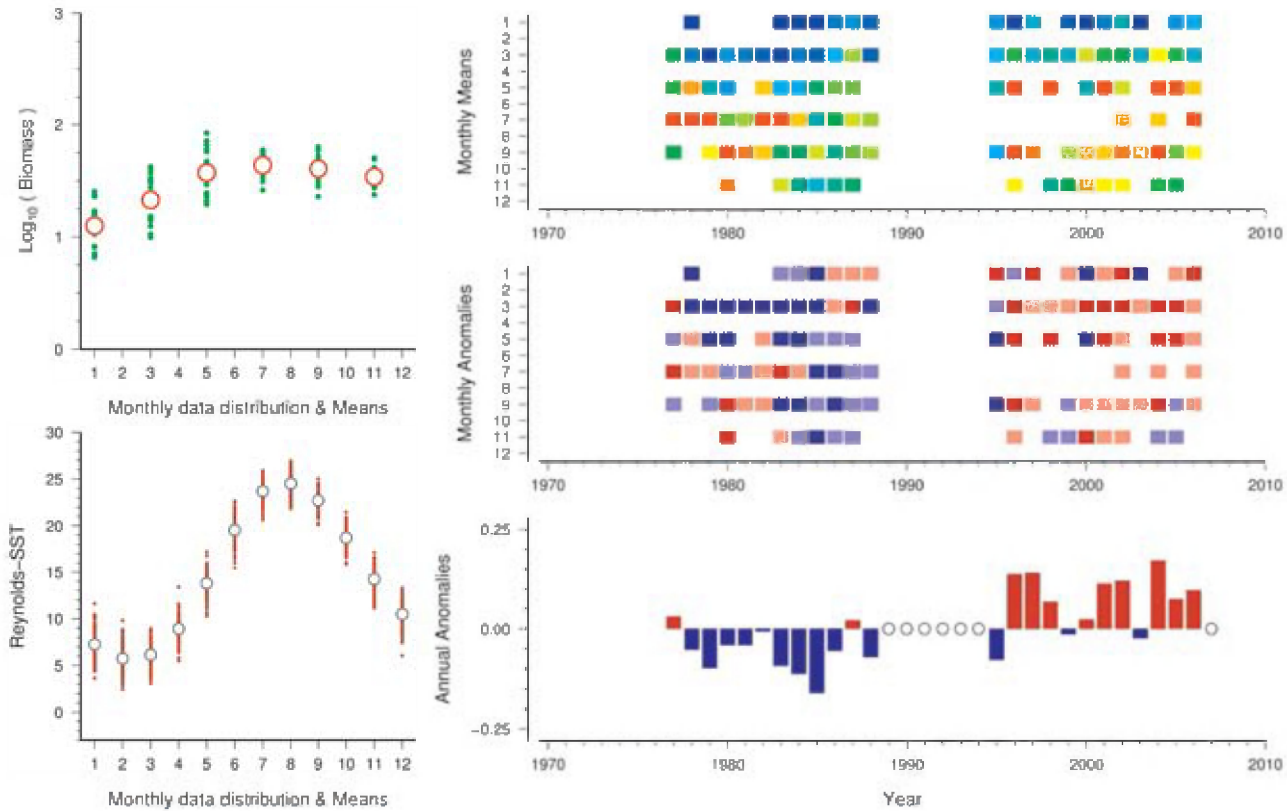 3
2
1
0
Log₁₀ ( Biomass )
1 2 3 4 5 6 7 8 9 10 11 12
Monthly data distribution & Means
30
25
20
15
10
5
0
Reynolds-SST
1 2 3 4 5 6 7 8 9 10 11 12
Monthly data distribution & Means
Monthly Means
1
2
3
4
5
6
7
8
9
10
11
12
1970 1980 1990 2000 2010
Monthly Anomalies
1
2
3
4
5
6
7
8
9
10
11
12
1970 1980 1990 2000 2010
Annual Anomalies
0.25
0.00
−0.25
1970 1980 1990 2000 2010
Year